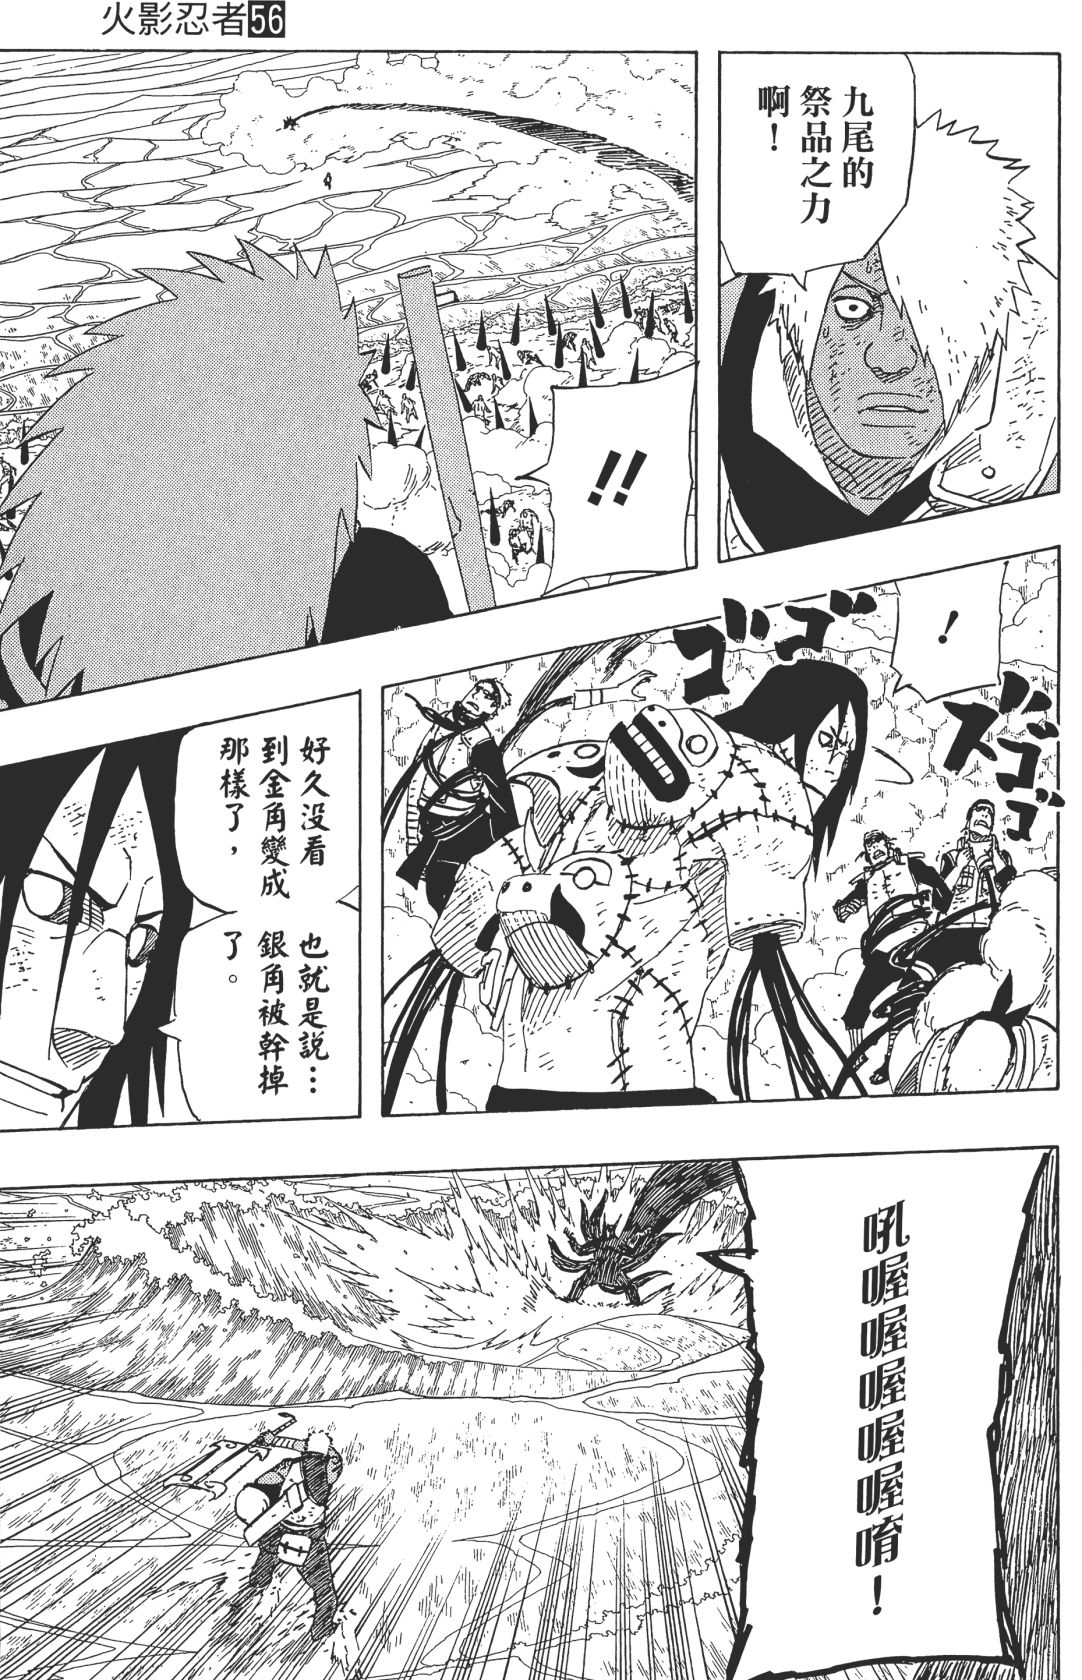 火影忍者56
九尾的
祭品之力
啊！
!!
！
ゴゴ
ズゴゴ
好久没看
到金角變成
那樣了，
也就是說…
銀角被幹掉
了。
吼喔喔喔喔喔唷！